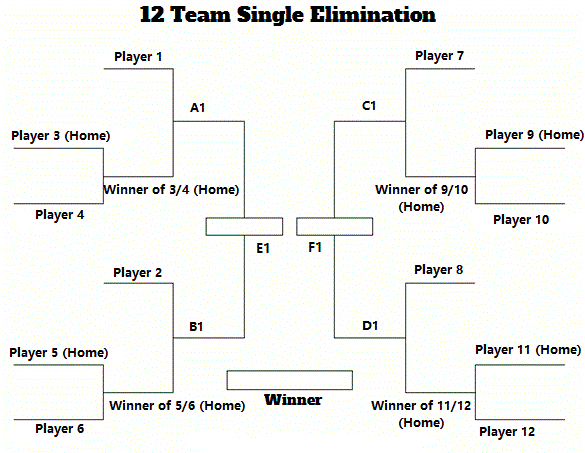 12 Team Single Elimination
Player 1
Player 7
A1
C1
Player 3 (Home)
Player 9 (Home)
Winner of 3/4 (Home)
Winner of 9/10
(Home)
Player 4
Player 10
E1
F1
Player 2
Player 8
B1
D1
Player 5 (Home)
Player 11 (Home)
Winner
Winner of 5/6 (Home)
Winner of 11/12
(Home)
Player 6
Player 12